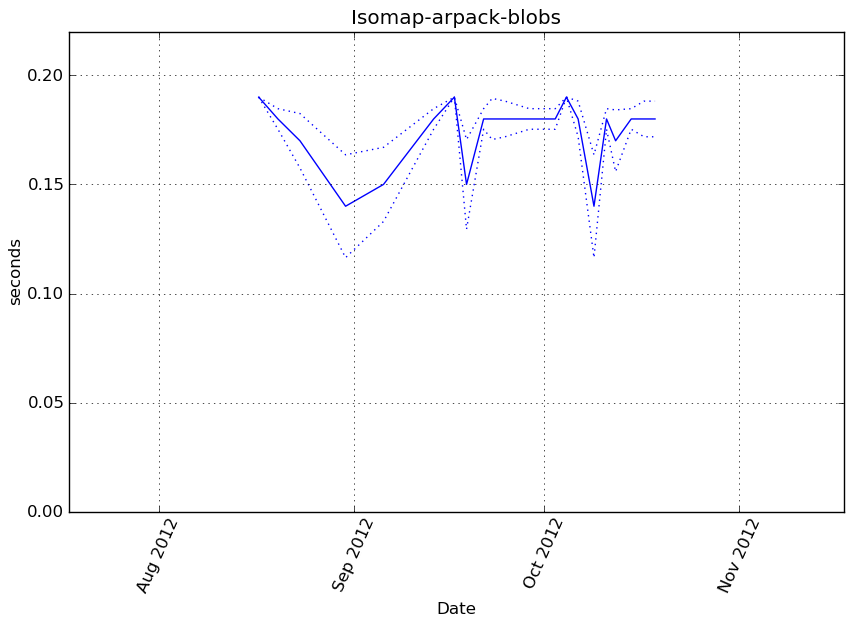 Isomap-arpack-blobs
0.20
0.15
0.10
0.05
0.00
seconds
Aug 2012
Sep 2012
Oct 2012
Nov 2012
Date